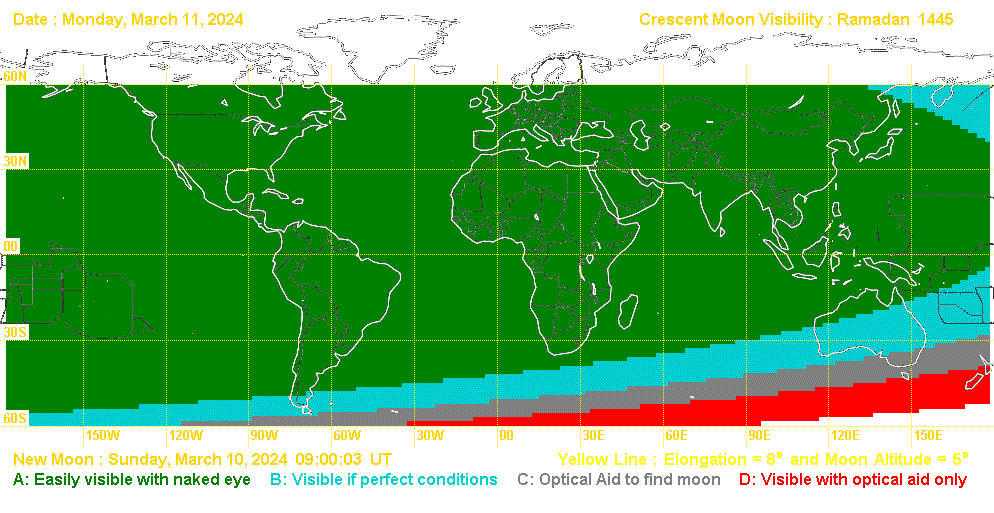 Date : Monday, March 11, 2024 Crescent Moon Visibility : Ramadan 1445
60N
30N
00
30S
60S
150W 120W 90W 60W 30W 00 30E 60E 90E 120E 150E
New Moon : Sunday, March 10, 2024 09:00:03 UT Yellow Line : Elongation = 8° and Moon Altitude = 5°
A: Easily visible with naked eye B: Visible if perfect conditions C: Optical Aid to find moon D: Visible with optical aid only